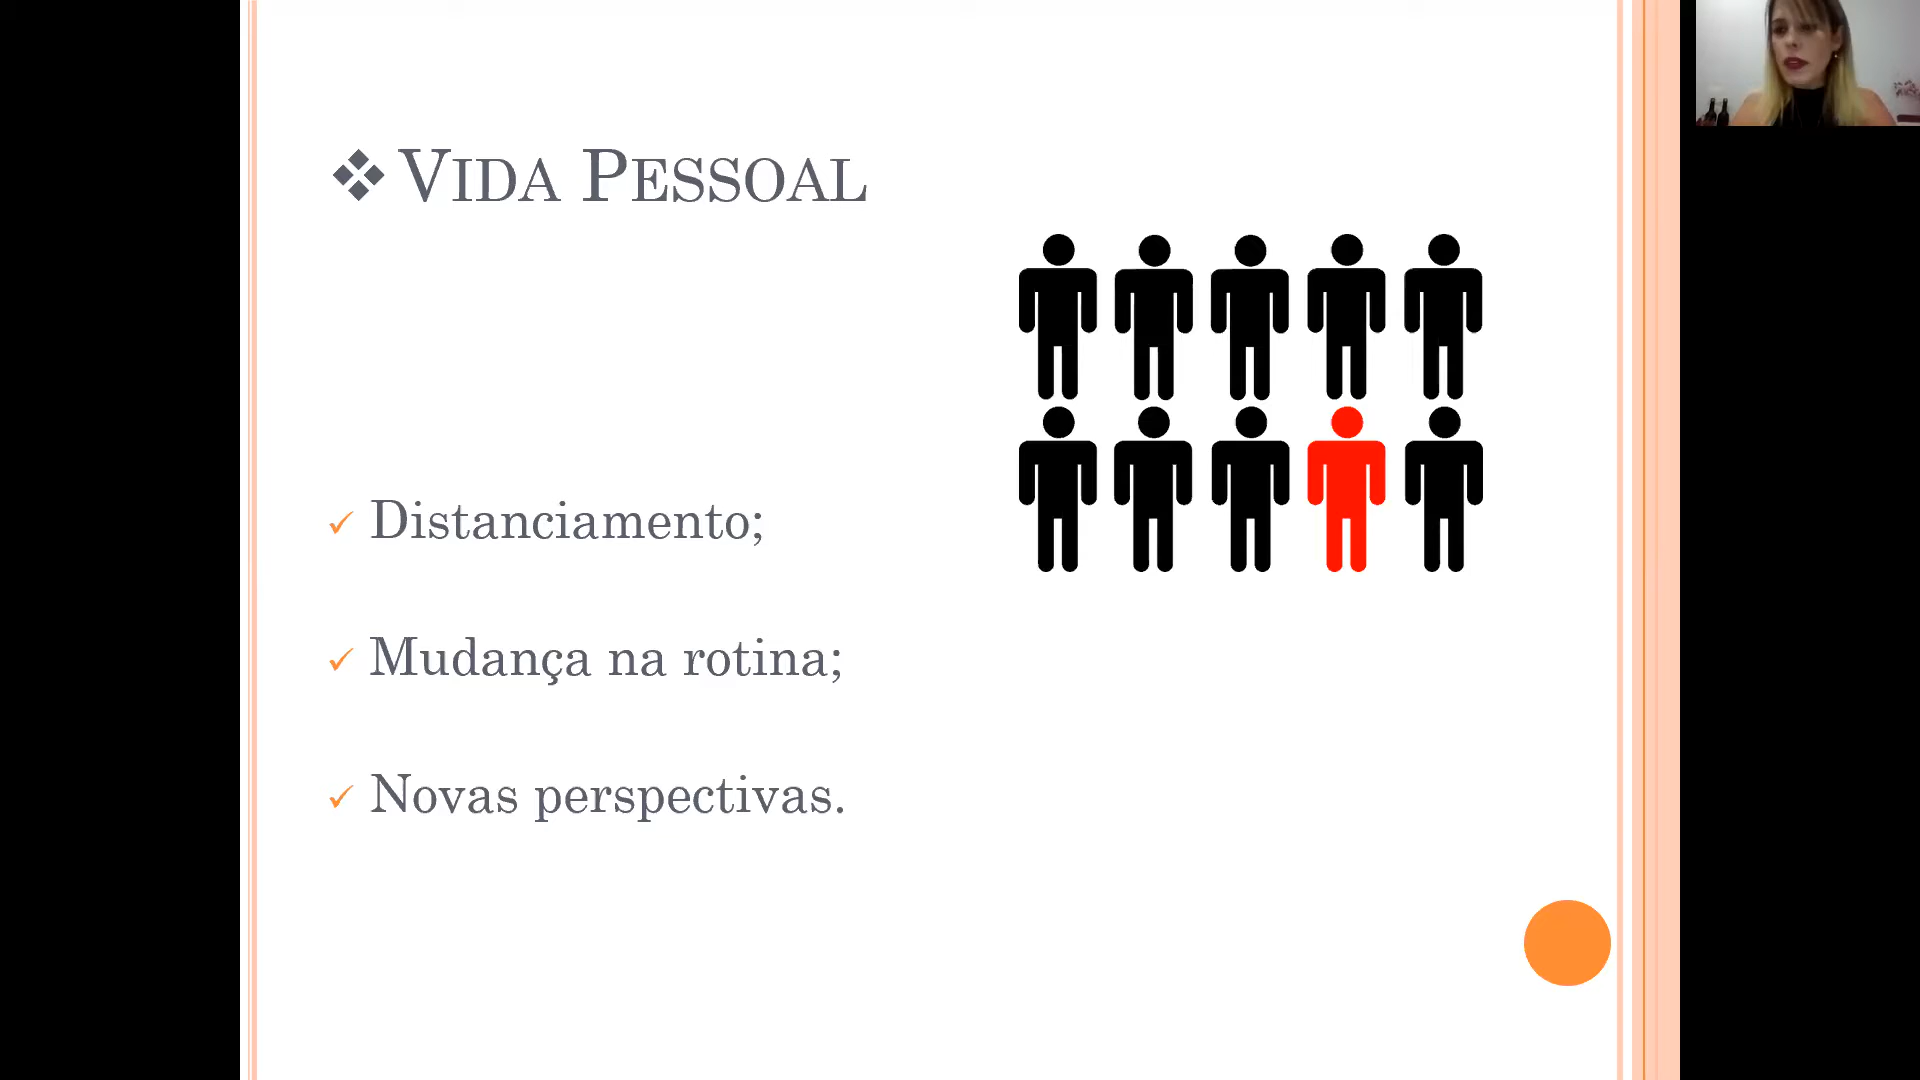 VIDA PESSOAL
Distanciamento;
Mudança na rotina;
Novas perspectivas.